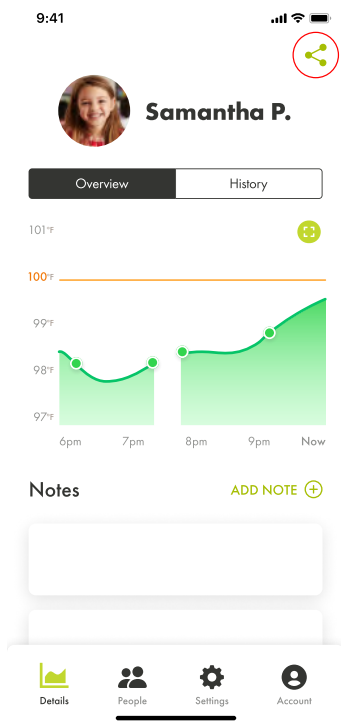 9:41
Samantha P.
Overview History
101°F
100°F
99°F
98°F
97°F
6pm 7pm 8pm 9pm Now
Notes ADD NOTE
Details People Settings Account